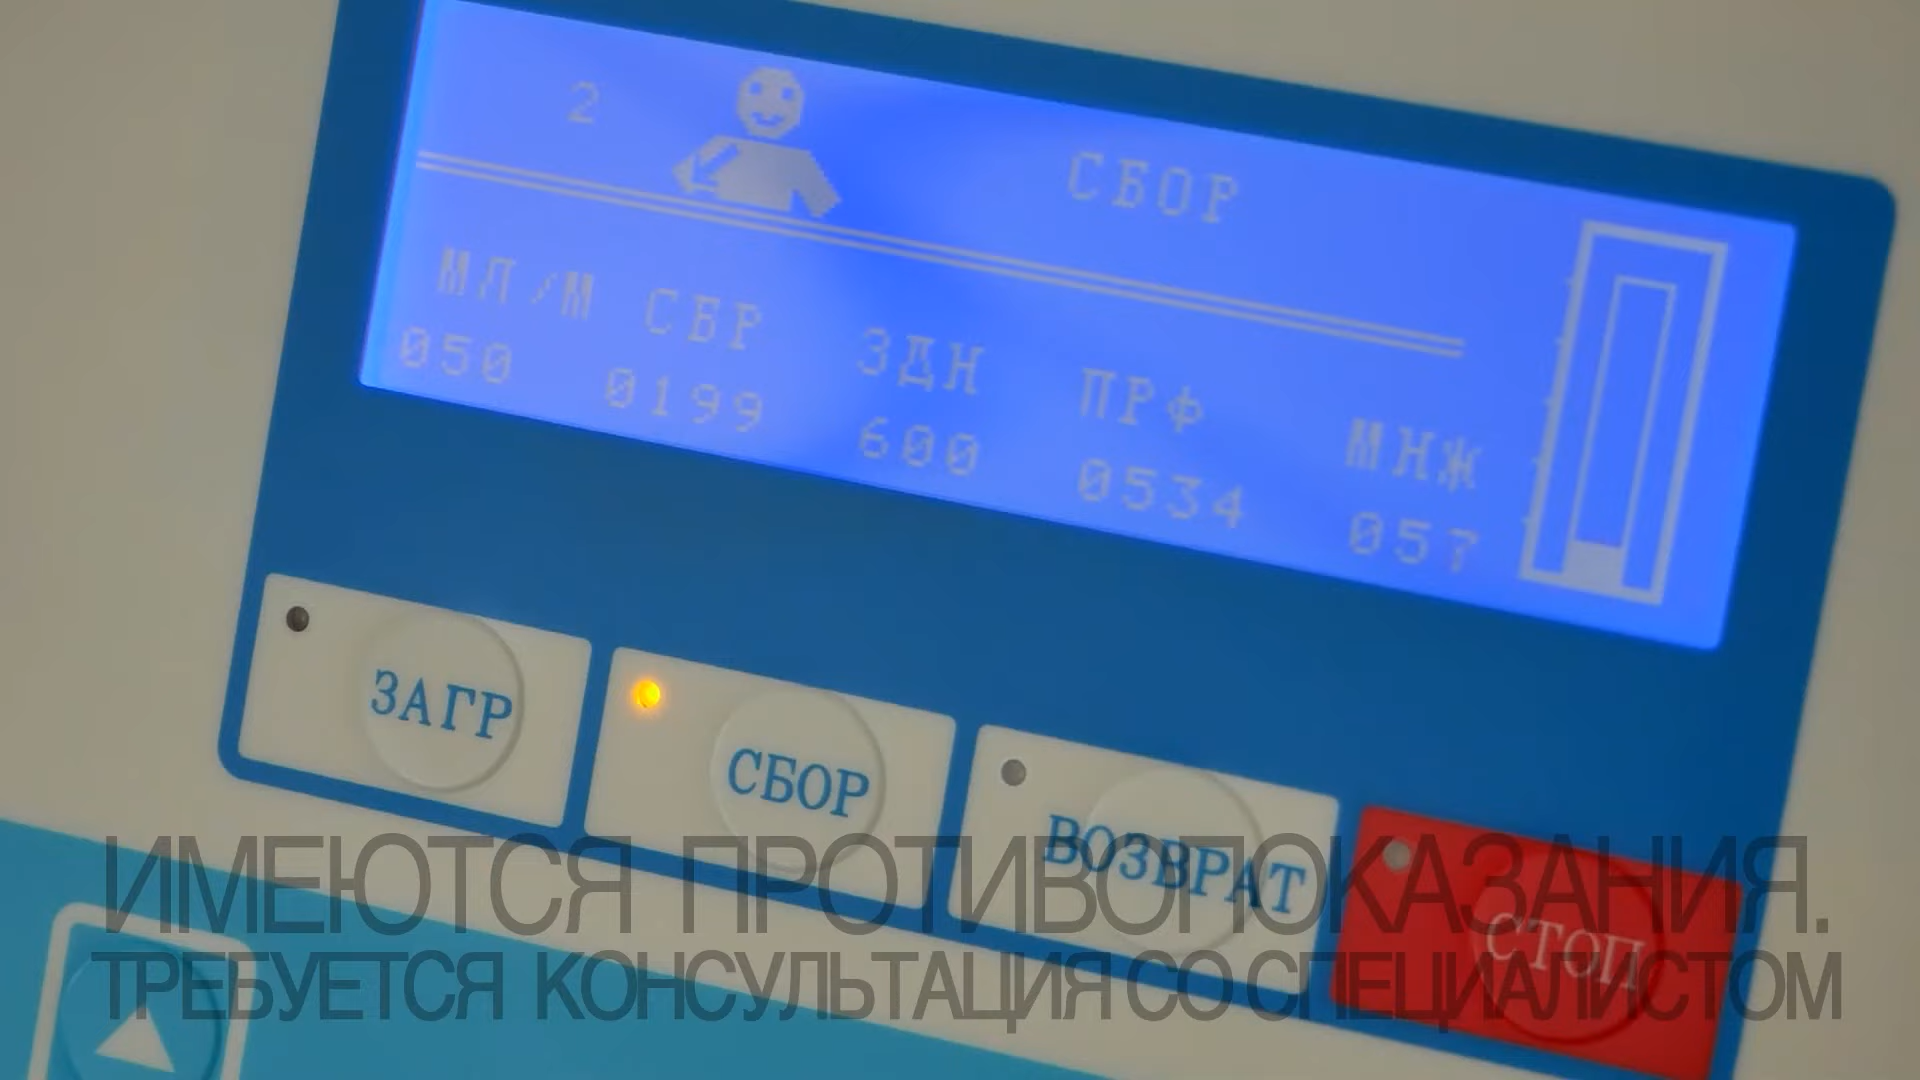 2 СБОР
МЛ/М СБР ЗДН ПРФ МНЖ
050 0199 600 0534 057
ЗАГР СБОР ВОЗВРАТ СТОП
ИМЕЮТСЯ ПРОТИВОПОКАЗАНИЯ.
ТРЕБУЕТСЯ КОНСУЛЬТАЦИЯ СО СПЕЦИАЛИСТОМ